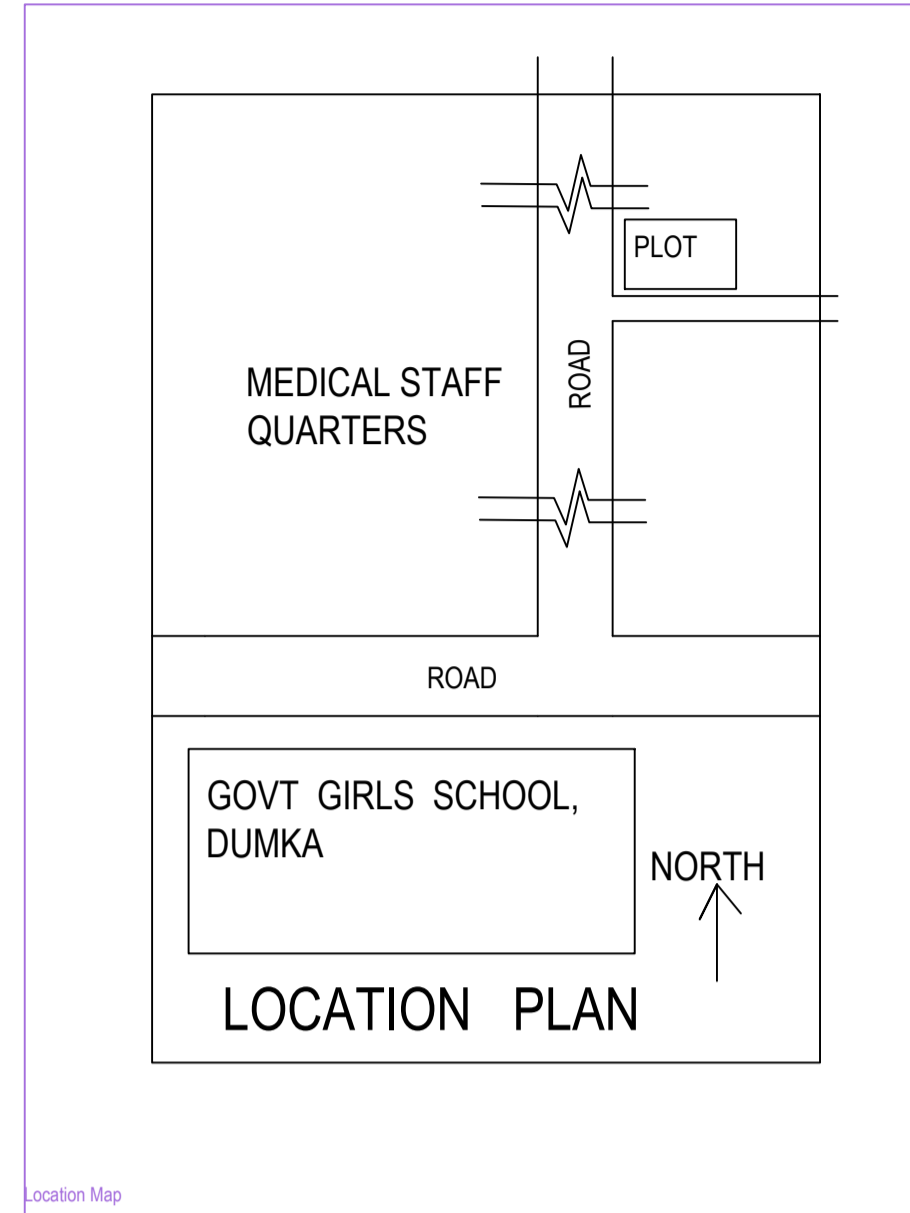 PLOT
ROAD
MEDICAL STAFF
QUARTERS
ROAD
GOVT GIRLS SCHOOL,
DUMKA
NORTH
LOCATION PLAN
Location Map